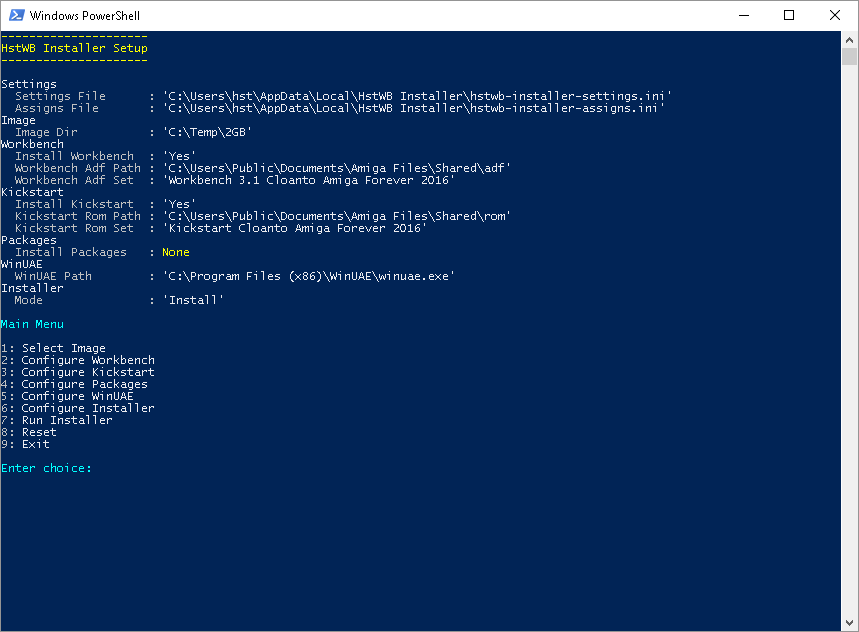 Windows PowerShell
---------------------
HstWB Installer Setup
---------------------
Settings
  Settings File      : 'C:\Users\hst\AppData\Local\HstWB Installer\hstwb-installer-settings.ini'
  Assigns File       : 'C:\Users\hst\AppData\Local\HstWB Installer\hstwb-installer-assigns.ini'
Image
  Image Dir          : 'C:\Temp\2GB'
Workbench
  Install Workbench  : 'Yes'
  Workbench Adf Path : 'C:\Users\Public\Documents\Amiga Files\Shared\adf'
  Workbench Adf Set  : 'Workbench 3.1 Cloanto Amiga Forever 2016'
Kickstart
  Install Kickstart  : 'Yes'
  Kickstart Rom Path : 'C:\Users\Public\Documents\Amiga Files\Shared\rom'
  Kickstart Rom Set  : 'Kickstart Cloanto Amiga Forever 2016'
Packages
  Install Packages   : None
WinUAE
  WinUAE Path        : 'C:\Program Files (x86)\WinUAE\winuae.exe'
Installer
  Mode               : 'Install'
Main Menu
1: Select Image
2: Configure Workbench
3: Configure Kickstart
4: Configure Packages
5: Configure WinUAE
6: Configure Installer
7: Run Installer
8: Reset
9: Exit
Enter choice: